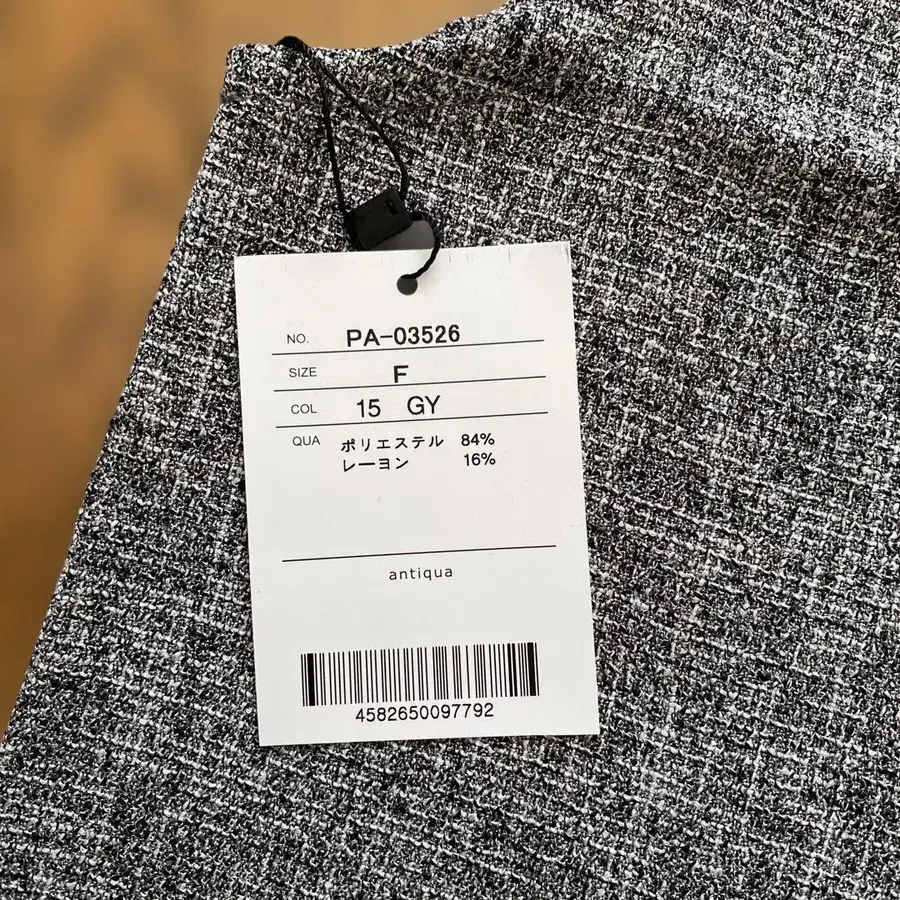 NO. PA-03526
SIZE F
COL 15 GY
QUA ポリエステル 84%
レーヨン 16%
antiqua
4582650097792